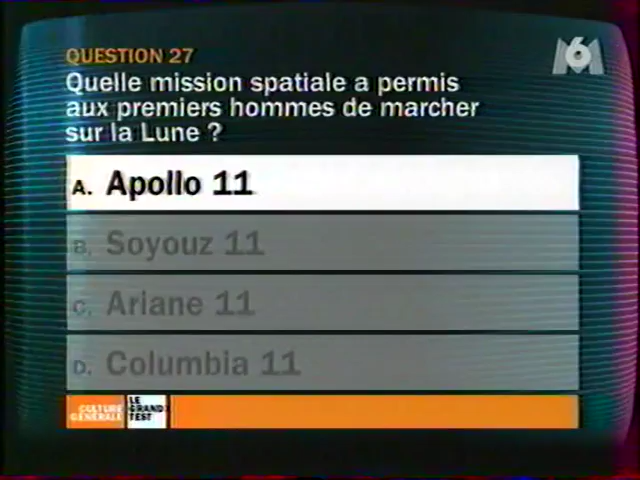 QUESTION 27
M6
Quelle mission spatiale a permis
aux premiers hommes de marcher
sur la Lune ?
A. Apollo 11
B. Soyouz 11
C. Ariane 11
D. Columbia 11
CULTURE
GÉNÉRALE
LE
GRAND
TEST